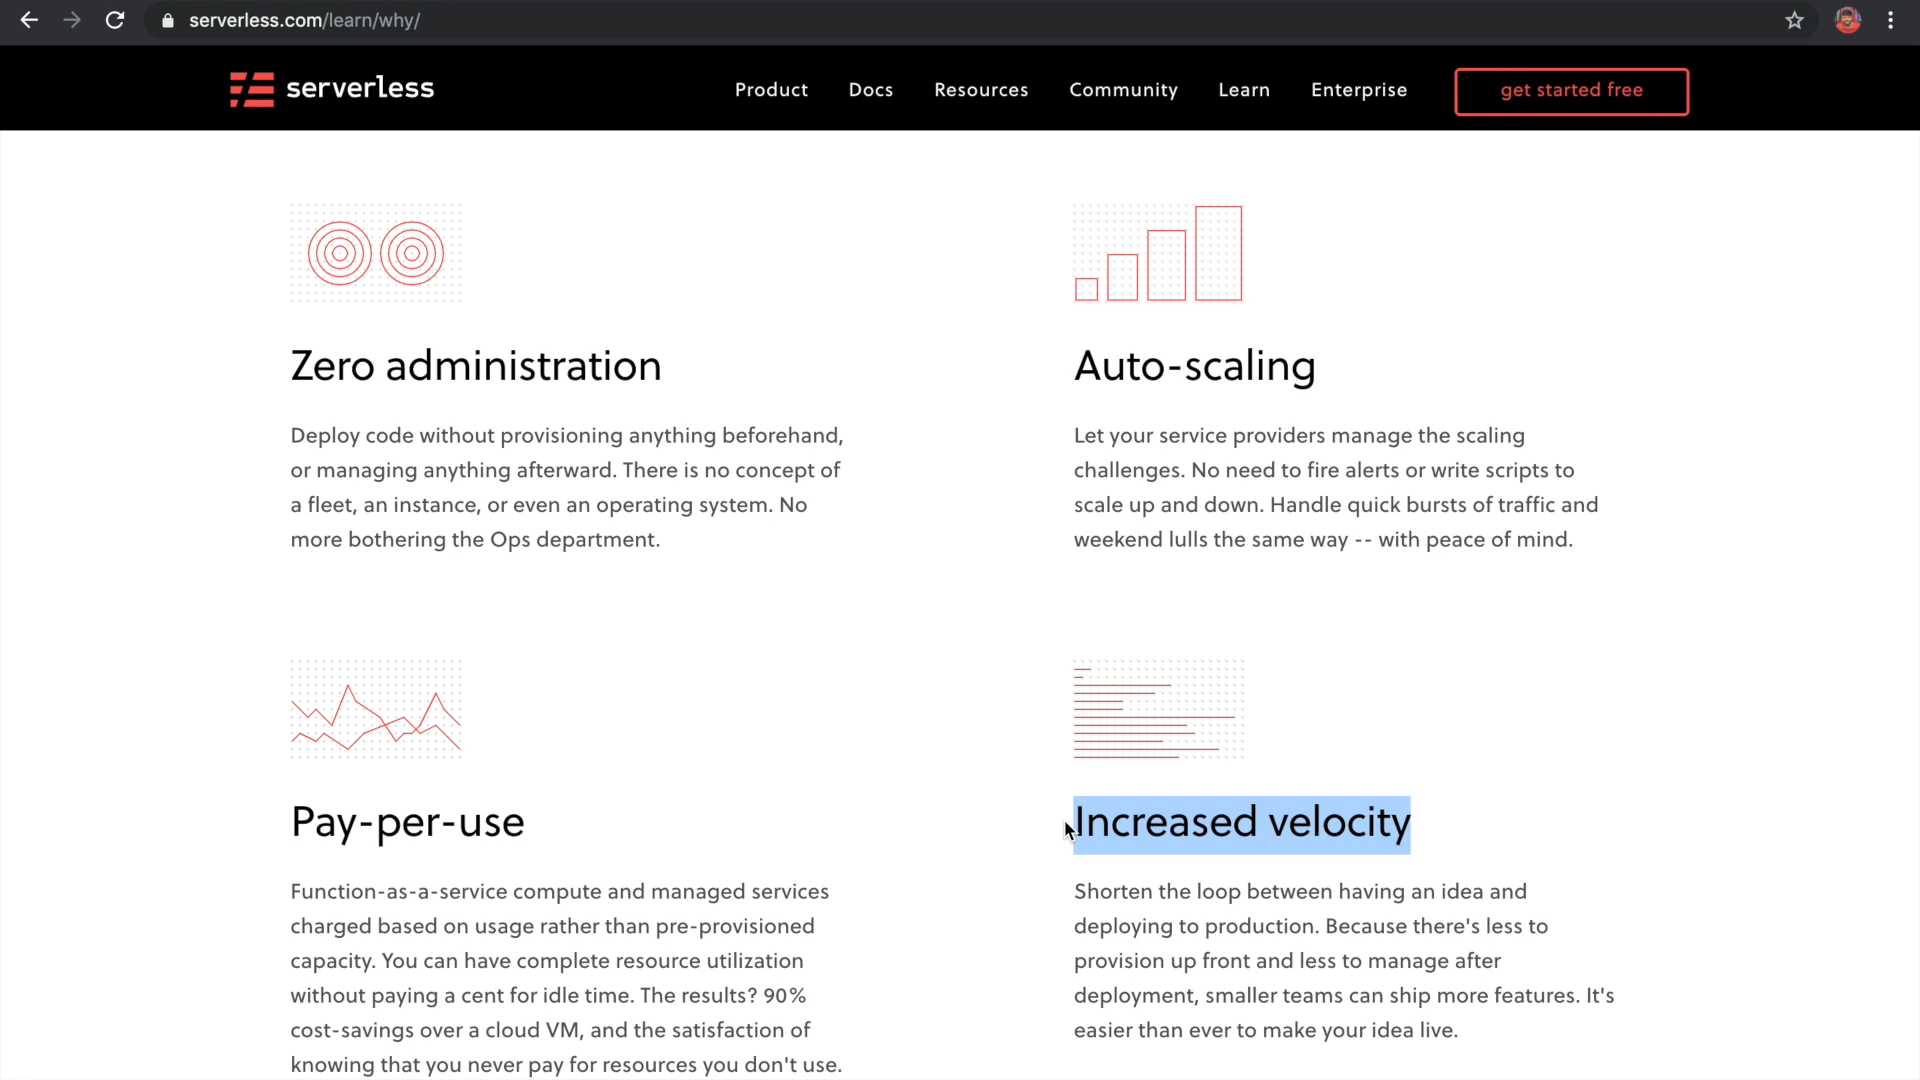 serverless.com/learn/why/
serverless
Product Docs Resources Community Learn Enterprise get started free
Zero administration
Deploy code without provisioning anything beforehand,
or managing anything afterward. There is no concept of
a fleet, an instance, or even an operating system. No
more bothering the Ops department.
Auto-scaling
Let your service providers manage the scaling
challenges. No need to fire alerts or write scripts to
scale up and down. Handle quick bursts of traffic and
weekend lulls the same way -- with peace of mind.
Pay-per-use
Function-as-a-service compute and managed services
charged based on usage rather than pre-provisioned
capacity. You can have complete resource utilization
without paying a cent for idle time. The results? 90%
cost-savings over a cloud VM, and the satisfaction of
knowing that you never pay for resources you don't use.
Increased velocity
Shorten the loop between having an idea and
deploying to production. Because there's less to
provision up front and less to manage after
deployment, smaller teams can ship more features. It's
easier than ever to make your idea live.